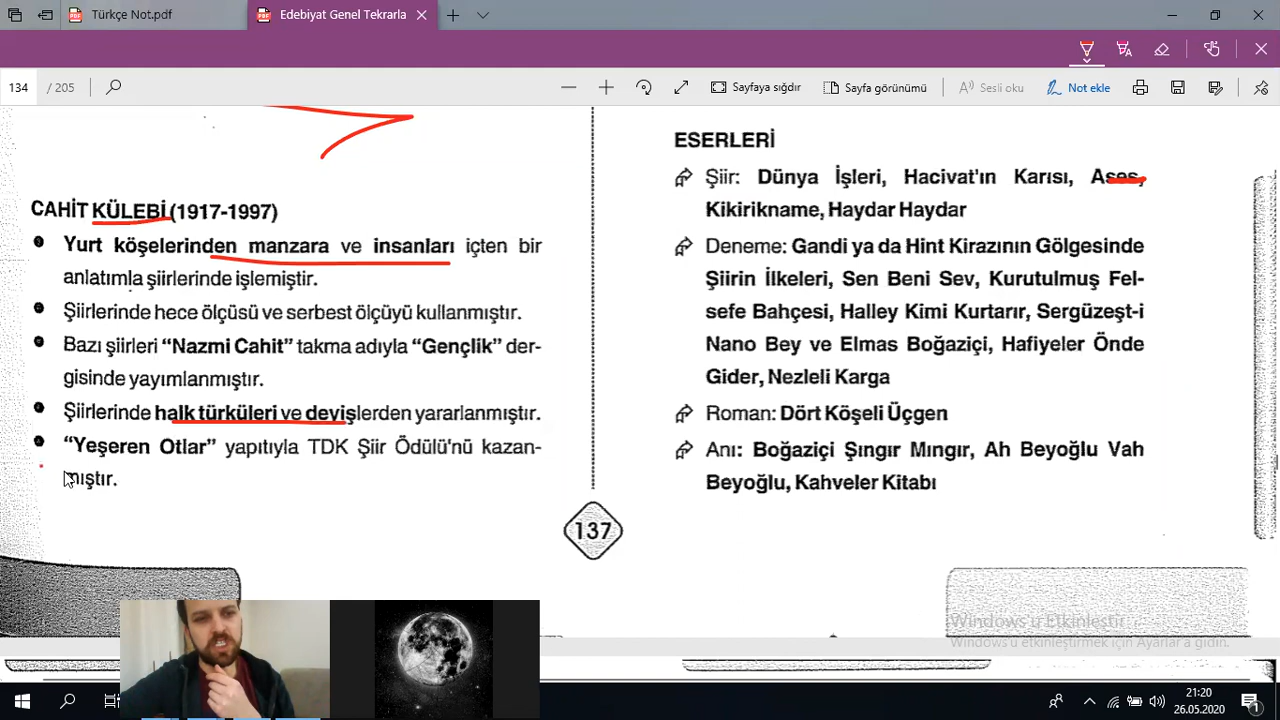 PDF
Edebiyat Genel Tekrarla
PDF
Edebiyat Genel Tekrarla
134 / 205
Sayfaya sığdır
Sayfa görünümü
Sesli oku
Not ekle
CAHİT KÜLEBİ (1917-1997)
Yurt köşelerinden manzara ve insanları içten bir
anlatımla şiirlerinde işlemiştir.
Şiirlerinde hece ölçüsü ve serbest ölçüyü kullanmıştır.
Bazı şiirleri “Nazmi Cahit” takma adıyla “Gençlik” der-
gisinde yayımlanmıştır.
Şiirlerinde halk türküleri ve deyişlerden yararlanmıştır.
“Yeşeren Otlar” yapıtıyla TDK Şiir Ödülü'nü kazan-
mıştır.
137
ESERLERİ
Şiir: Dünya İşleri, Hacivat'ın Karısı, Ases,
Kikirikname, Haydar Haydar
Deneme: Gandi ya da Hint Kirazının Gölgesinde
Şiirin İlkeleri, Sen Beni Sev, Kurutulmuş Fel-
sefe Bahçesi, Halley Kimi Kurtarır, Sergüzeşt-i
Nano Bey ve Elmas Boğaziçi, Hafiyeler Önde
Gider, Nezleli Karga
Roman: Dört Köşeli Üçgen
Anı: Boğaziçi Şıngır Mıngır, Ah Beyoğlu Vah
Beyoğlu, Kahveler Kitabı
Windows'u Etkinleştir
Windows'u etkinleştirmek için Ayarlar'a gidin.
21:20
26.05.2020
1